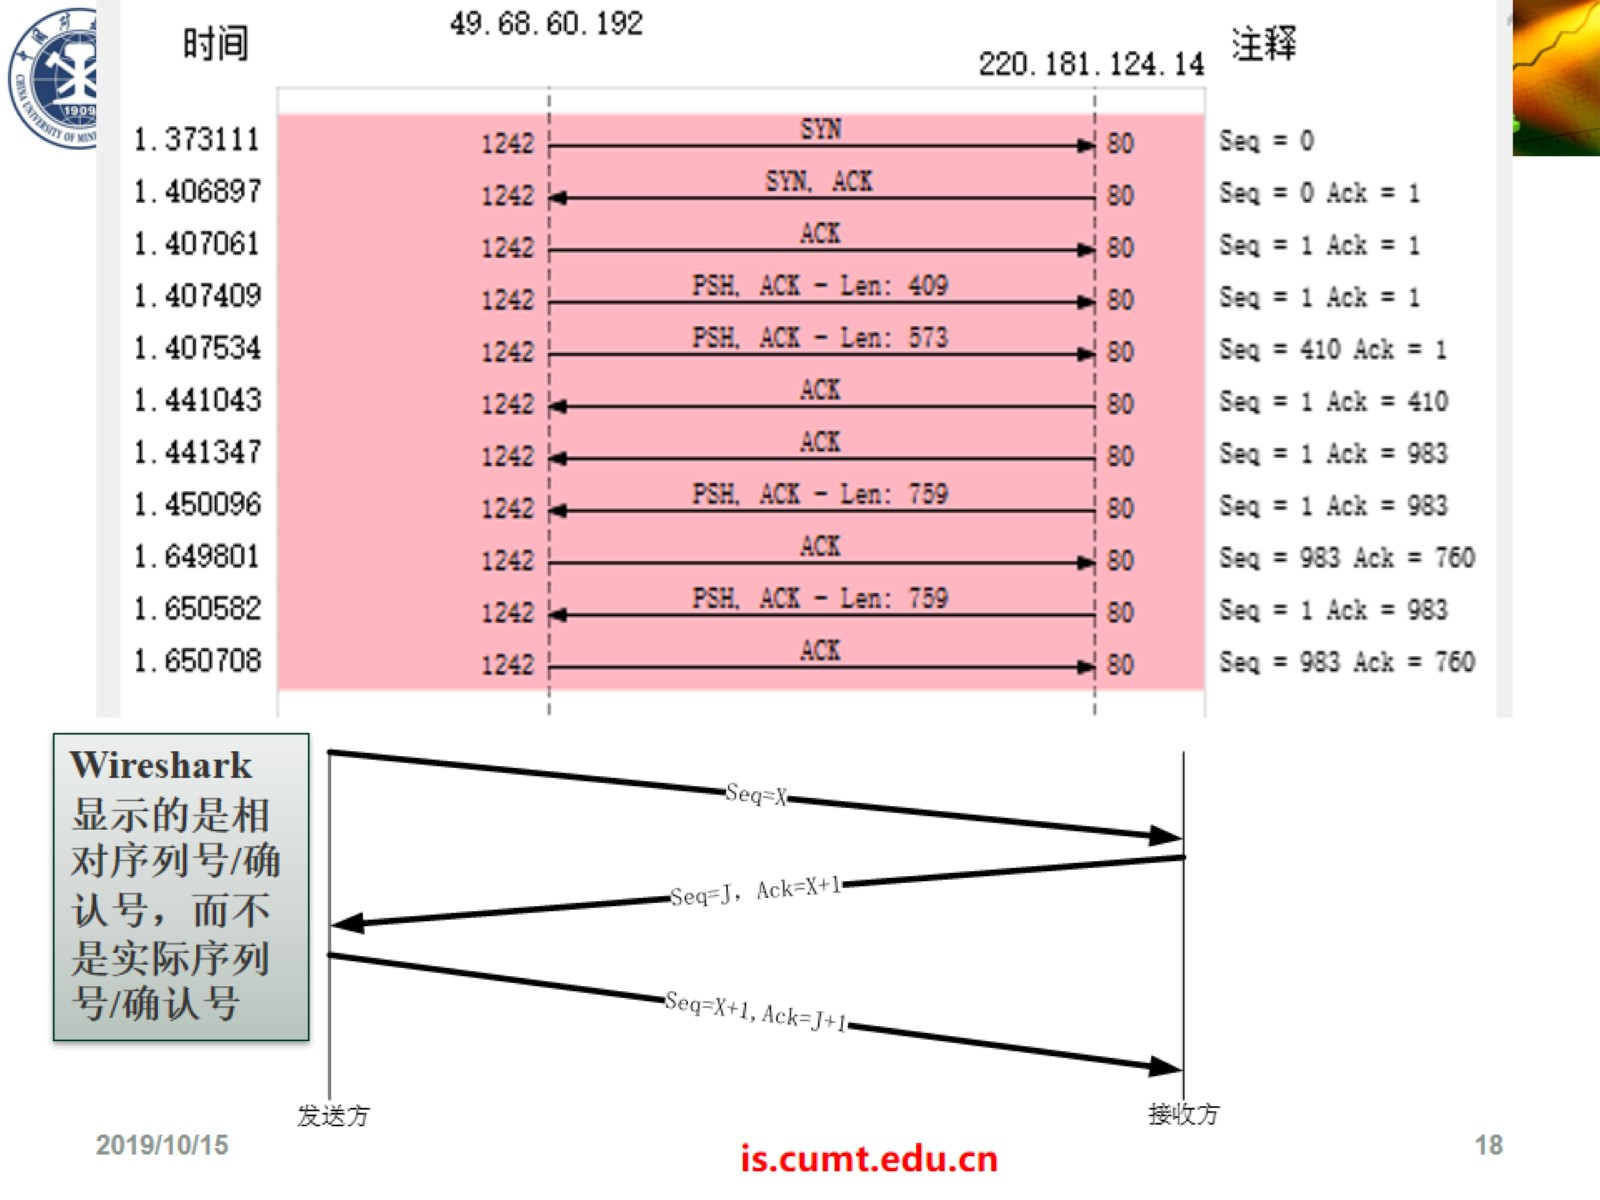 时间
49.68.60.192
220.181.124.14
注释
1909
CHINA UNIVERSITY OF MIN
1.373111 1242 SYN 80 Seq = 0
1.406897 1242 SYN, ACK 80 Seq = 0 Ack = 1
1.407061 1242 ACK 80 Seq = 1 Ack = 1
1.407409 1242 PSH, ACK - Len: 409 80 Seq = 1 Ack = 1
1.407534 1242 PSH, ACK - Len: 573 80 Seq = 410 Ack = 1
1.441043 1242 ACK 80 Seq = 1 Ack = 410
1.441347 1242 ACK 80 Seq = 1 Ack = 983
1.450096 1242 PSH, ACK - Len: 759 80 Seq = 1 Ack = 983
1.649801 1242 ACK 80 Seq = 983 Ack = 760
1.650582 1242 PSH, ACK - Len: 759 80 Seq = 1 Ack = 983
1.650708 1242 ACK 80 Seq = 983 Ack = 760
Wireshark
显示的是相
对序列号/确
认号，而不
是实际序列
号/确认号
Seq=X
Seq=J, Ack=X+1
Seq=X+1,Ack=J+1
发送方
接收方
2019/10/15
is.cumt.edu.cn
18